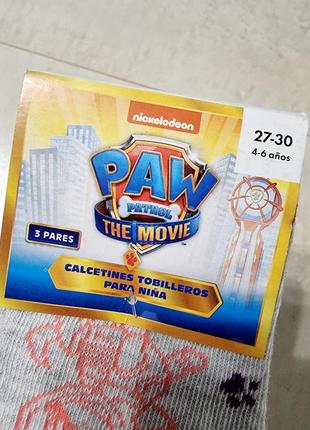 nickelodeon
27-30
4-6 años
PAW
PATROL
THE MOVIE
3 PARES
CALCETINES TOBILLEROS
PARA NIÑA